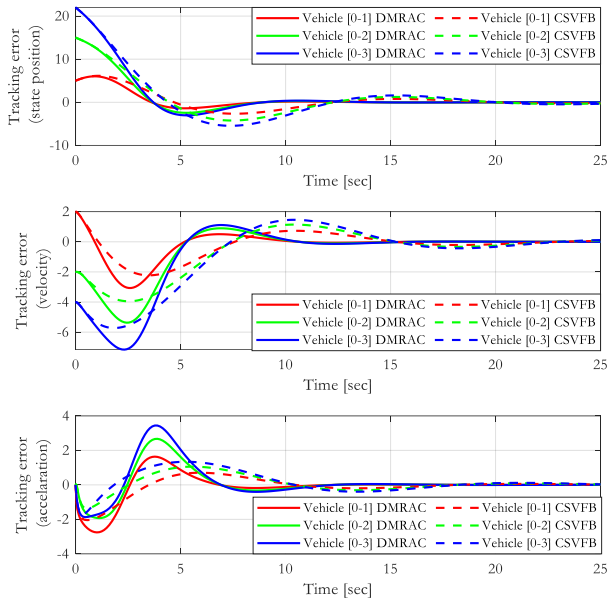 20
10
0
-10
Tracking error
(state position)
Vehicle [0-1] DMRAC Vehicle [0-1] CSVFB
Vehicle [0-2] DMRAC Vehicle [0-2] CSVFB
Vehicle [0-3] DMRAC Vehicle [0-3] CSVFB
0 5 10 15 20 25
Time [sec]
2
0
-2
-4
-6
Tracking error
(velocity)
Vehicle [0-1] DMRAC Vehicle [0-1] CSVFB
Vehicle [0-2] DMRAC Vehicle [0-2] CSVFB
Vehicle [0-3] DMRAC Vehicle [0-3] CSVFB
0 5 10 15 20 25
Time [sec]
4
2
0
-2
-4
Tracking error
(accelaration)
Vehicle [0-1] DMRAC Vehicle [0-1] CSVFB
Vehicle [0-2] DMRAC Vehicle [0-2] CSVFB
Vehicle [0-3] DMRAC Vehicle [0-3] CSVFB
0 5 10 15 20 25
Time [sec]